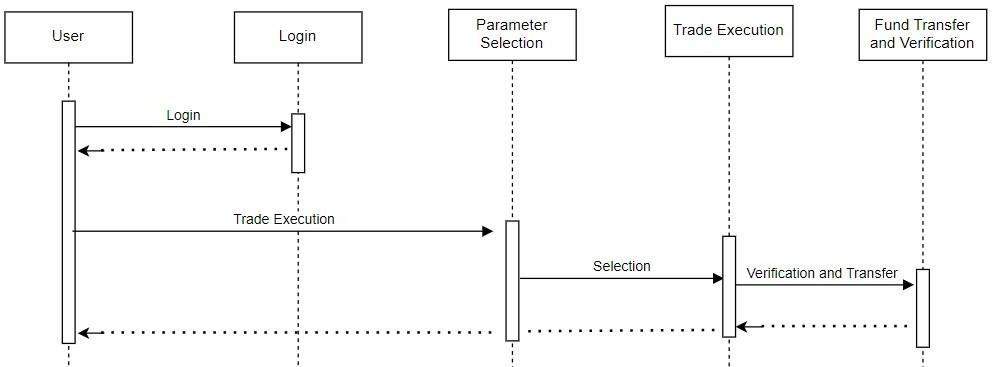 User
Login
Parameter
Selection
Trade Execution
Fund Transfer
and Verification
Login
Trade Execution
Selection
Verification and Transfer